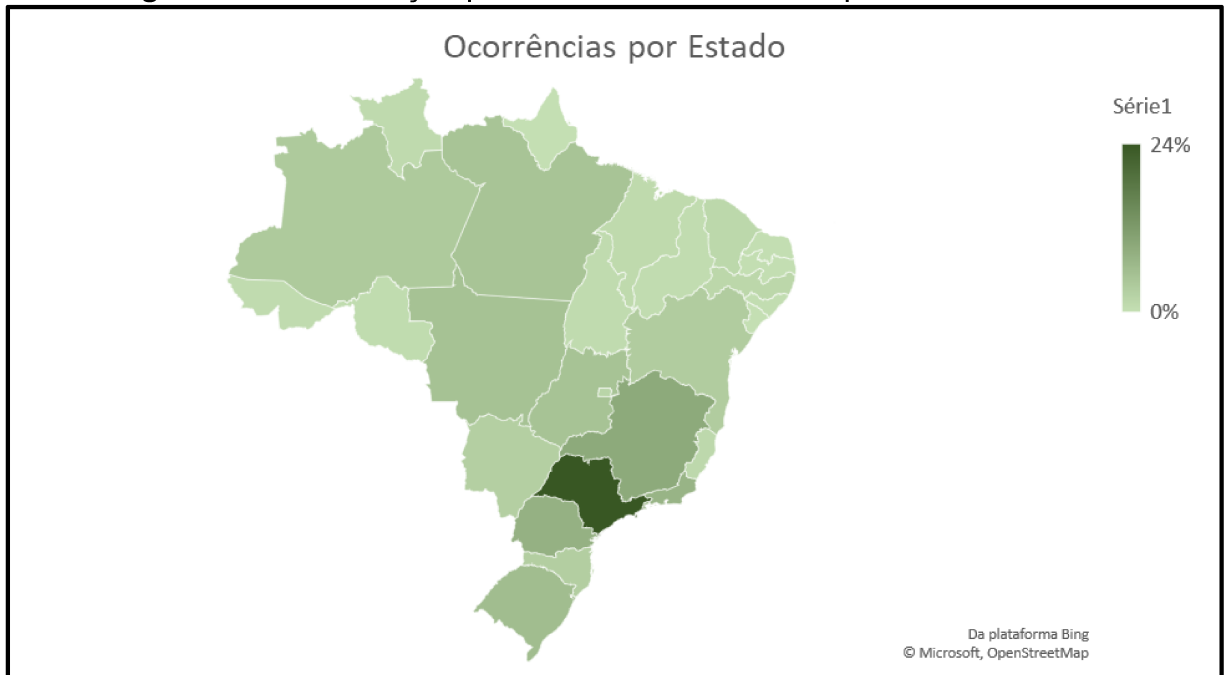 Ocorrências por Estado
Série1
24%
0%
Da plataforma Bing
© Microsoft, OpenStreetMap